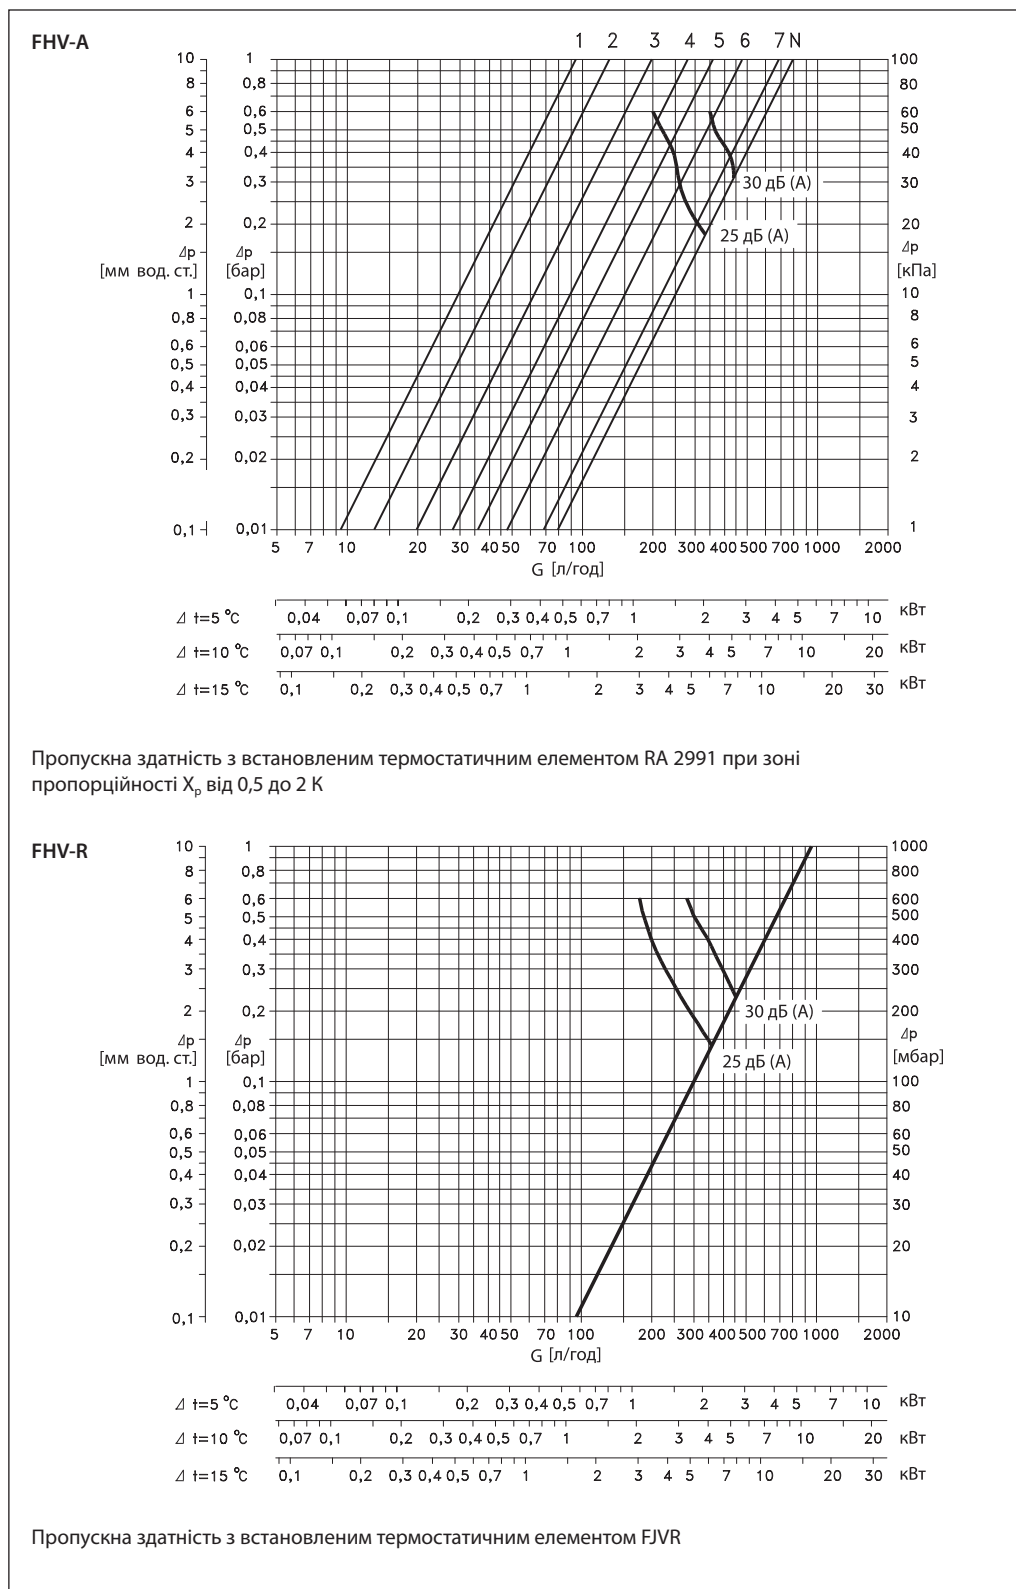 FHV-A
1 2 3 4 5 6 7 N
10 1 100
8 0,8 80
6 0,6 60
5 0,5 50
4 0,4 40
30 дБ (A)
3 0,3 30
2 0,2 20
25 дБ (A)
Δp Δp Δp
[мм вод. ст.] [бар] [кПа]
1 0,1 10
0,8 0,08 8
0,6 0,06 6
0,5 0,05 5
0,4 0,04 4
0,3 0,03 3
0,2 0,02 2
0,1 0,01 1
5 7 10 20 30 40 50 70 100 200 300 400 500 700 1000 2000
G [л/год]
Δ t=5 °C 0,04 0,07 0,1 0,2 0,3 0,4 0,5 0,7 1 2 3 4 5 7 10 кВт
Δ t=10 °C 0,07 0,1 0,2 0,3 0,4 0,5 0,7 1 2 3 4 5 7 10 20 кВт
Δ t=15 °C 0,1 0,2 0,3 0,4 0,5 0,7 1 2 3 4 5 7 10 20 30 кВт
Пропускна здатність з встановленим термостатичним елементом RA 2991 при зоні
пропорційності Xp від 0,5 до 2 К
FHV-R
10 1 1000
8 0,8 800
6 0,6 600
5 0,5 500
4 0,4 400
3 0,3 300
2 0,2 200
30 дБ (A)
Δp Δp Δp
[мм вод. ст.] [бар] [мбар]
25 дБ (A)
1 0,1 100
0,8 0,08 80
0,6 0,06 60
0,5 0,05 50
0,4 0,04 40
0,3 0,03 30
0,2 0,02 20
0,1 0,01 10
5 7 10 20 30 40 50 70 100 200 300 400 500 700 1000 2000
G [л/год]
Δ t=5 °C 0,04 0,07 0,1 0,2 0,3 0,4 0,5 0,7 1 2 3 4 5 7 10 кВт
Δ t=10 °C 0,07 0,1 0,2 0,3 0,4 0,5 0,7 1 2 3 4 5 7 10 20 кВт
Δ t=15 °C 0,1 0,2 0,3 0,4 0,5 0,7 1 2 3 4 5 7 10 20 30 кВт
Пропускна здатність з встановленим термостатичним елементом FJVR